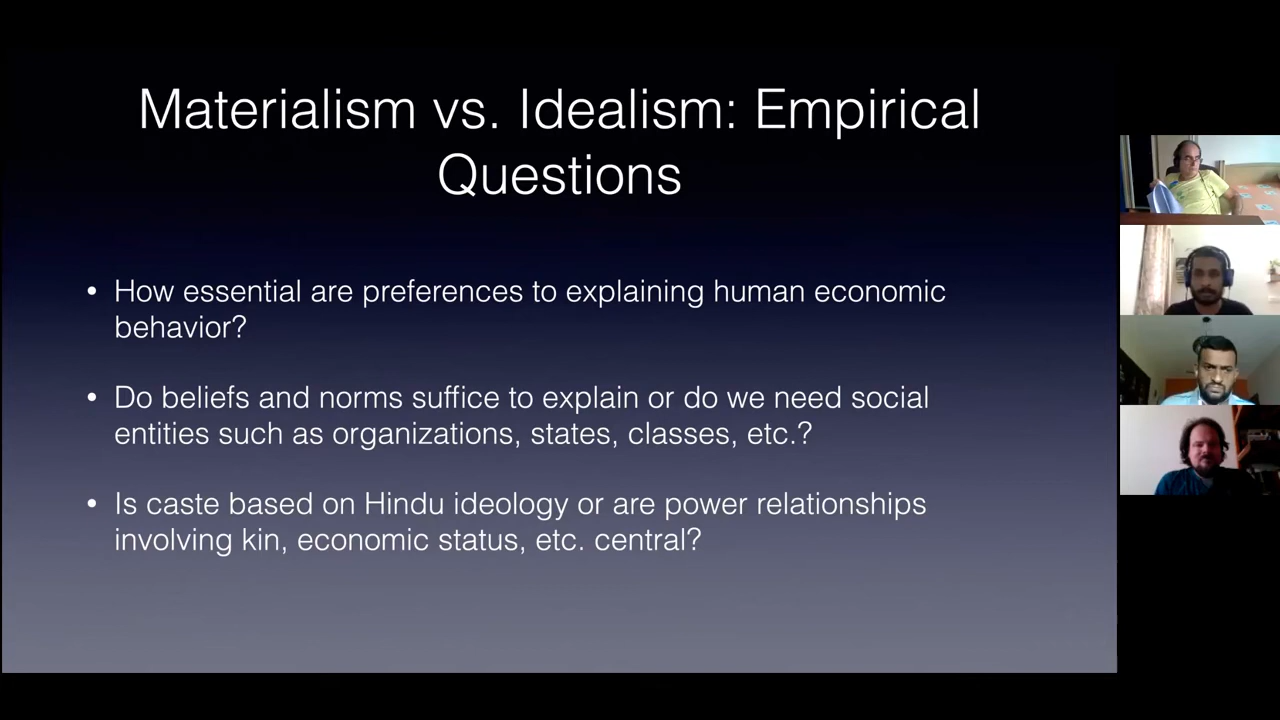 Materialism vs. Idealism: Empirical
Questions
• How essential are preferences to explaining human economic
behavior?
• Do beliefs and norms suffice to explain or do we need social
entities such as organizations, states, classes, etc.?
• Is caste based on Hindu ideology or are power relationships
involving kin, economic status, etc. central?